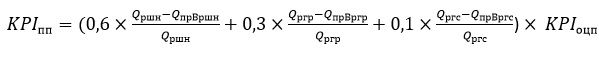 KPIпп = (0,6 × (Qршн−QпрВршн)/Qршн + 0,3 × (Qргр−QпрВргр)/Qргр + 0,1 × (Qргс−QпрВргс)/Qргс) × KPIоцп